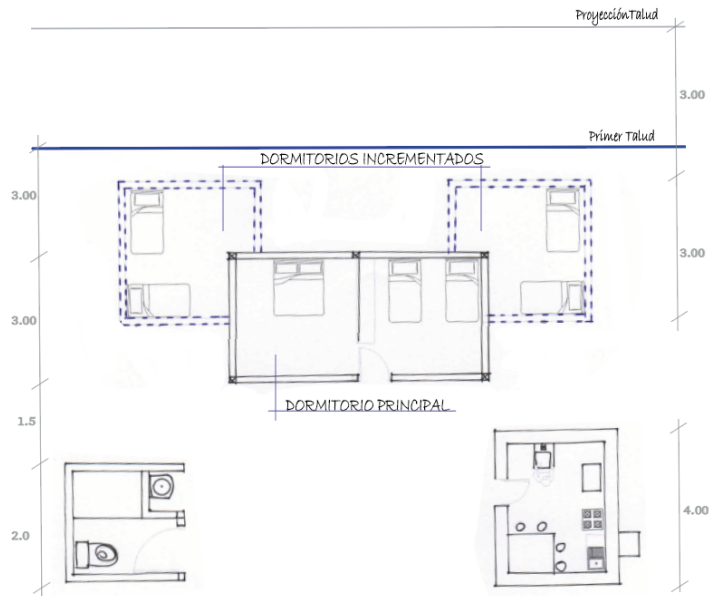 ProyecciónTalud
3.00
Primer Talud
DORMITORIOS INCREMENTADOS
3.00
3.00
3.00
DORMITORIO PRINCIPAL
1.5
4.00
2.0